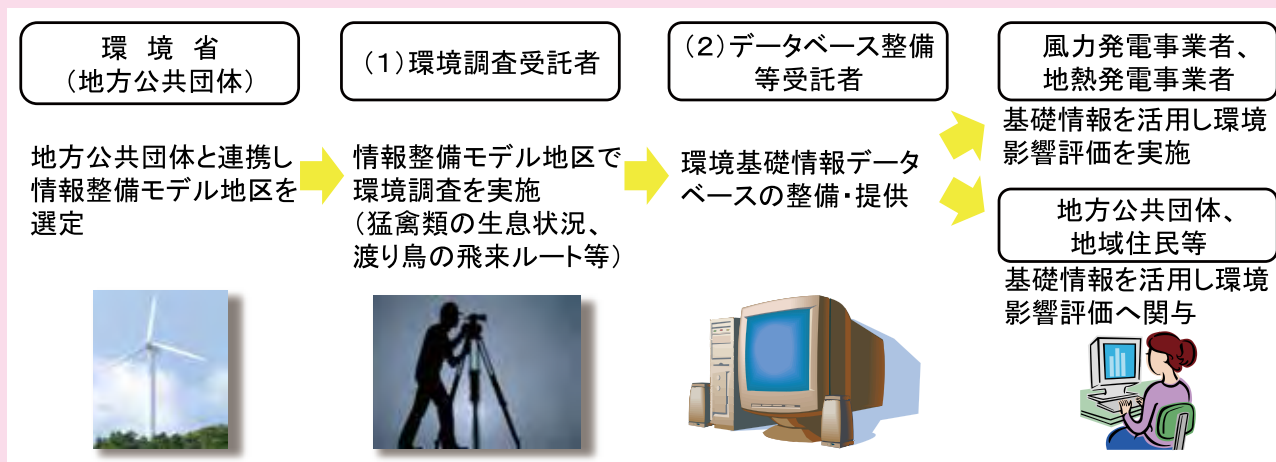 環 境 省
(地方公共団体)
地方公共団体と連携し
情報整備モデル地区を
選定
(1)環境調査受託者
情報整備モデル地区で
環境調査を実施
(猛禽類の生息状況、
渡り鳥の飛来ルート等)
(2)データベース整備
等受託者
環境基礎情報データ
ベースの整備・提供
風力発電事業者、
地熱発電事業者
基礎情報を活用し環境
影響評価を実施
地方公共団体、
地域住民等
基礎情報を活用し環境
影響評価へ関与